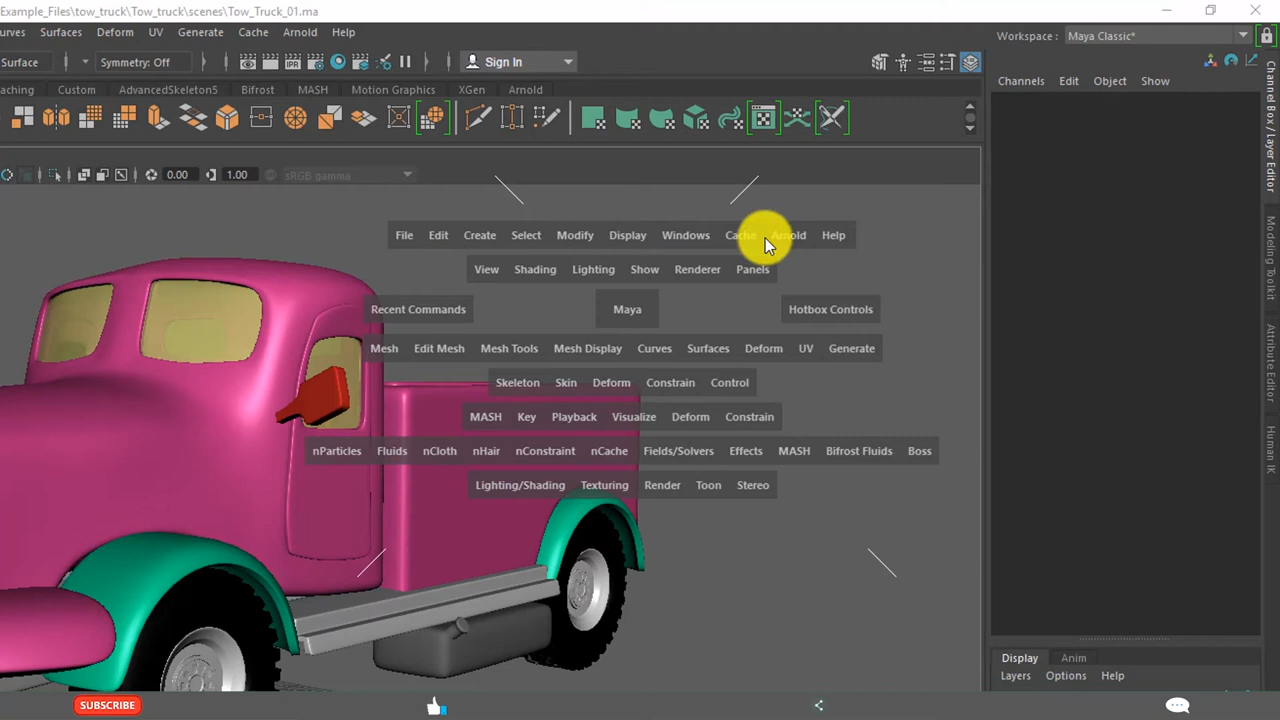 Example_Files\Tow_truck\Tow_truck\scenes\Tow_Truck_01.ma
Surfaces Deform UV Generate Cache Arnold Help
Workspace : Maya Classic*
Surface Symmetry: Off IPR Sign In
Custom AdvancedSkeleton5 Bifrost MASH Motion Graphics XGen Arnold
Channels Edit Object Show
0.00 1.00 sRGB gamma
File Edit Create Select Modify Display Windows Cache Arnold Help
View Shading Lighting Show Renderer Panels
Recent Commands Maya Hotbox Controls
Mesh Edit Mesh Mesh Tools Mesh Display Curves Surfaces Deform UV Generate
Skeleton Skin Deform Constrain Control
MASH Key Playback Visualize Deform Constrain
nParticles Fluids nCloth nHair nConstraint nCache Fields/Solvers Effects MASH Bifrost Fluids Boss
Lighting/Shading Texturing Render Toon Stereo
Channel Box / Layer Editor
Modeling Toolkit
Attribute Editor
Human IK
Display Anim
Layers Options Help
SUBSCRIBE